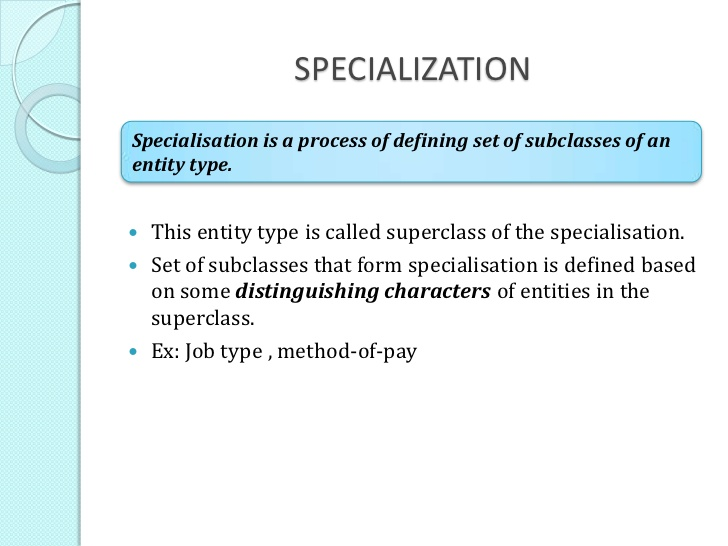 SPECIALIZATION
Specialisation is a process of defining set of subclasses of an
entity type.
• This entity type is called superclass of the specialisation.
• Set of subclasses that form specialisation is defined based
on some distinguishing characters of entities in the
superclass.
• Ex: Job type , method-of-pay